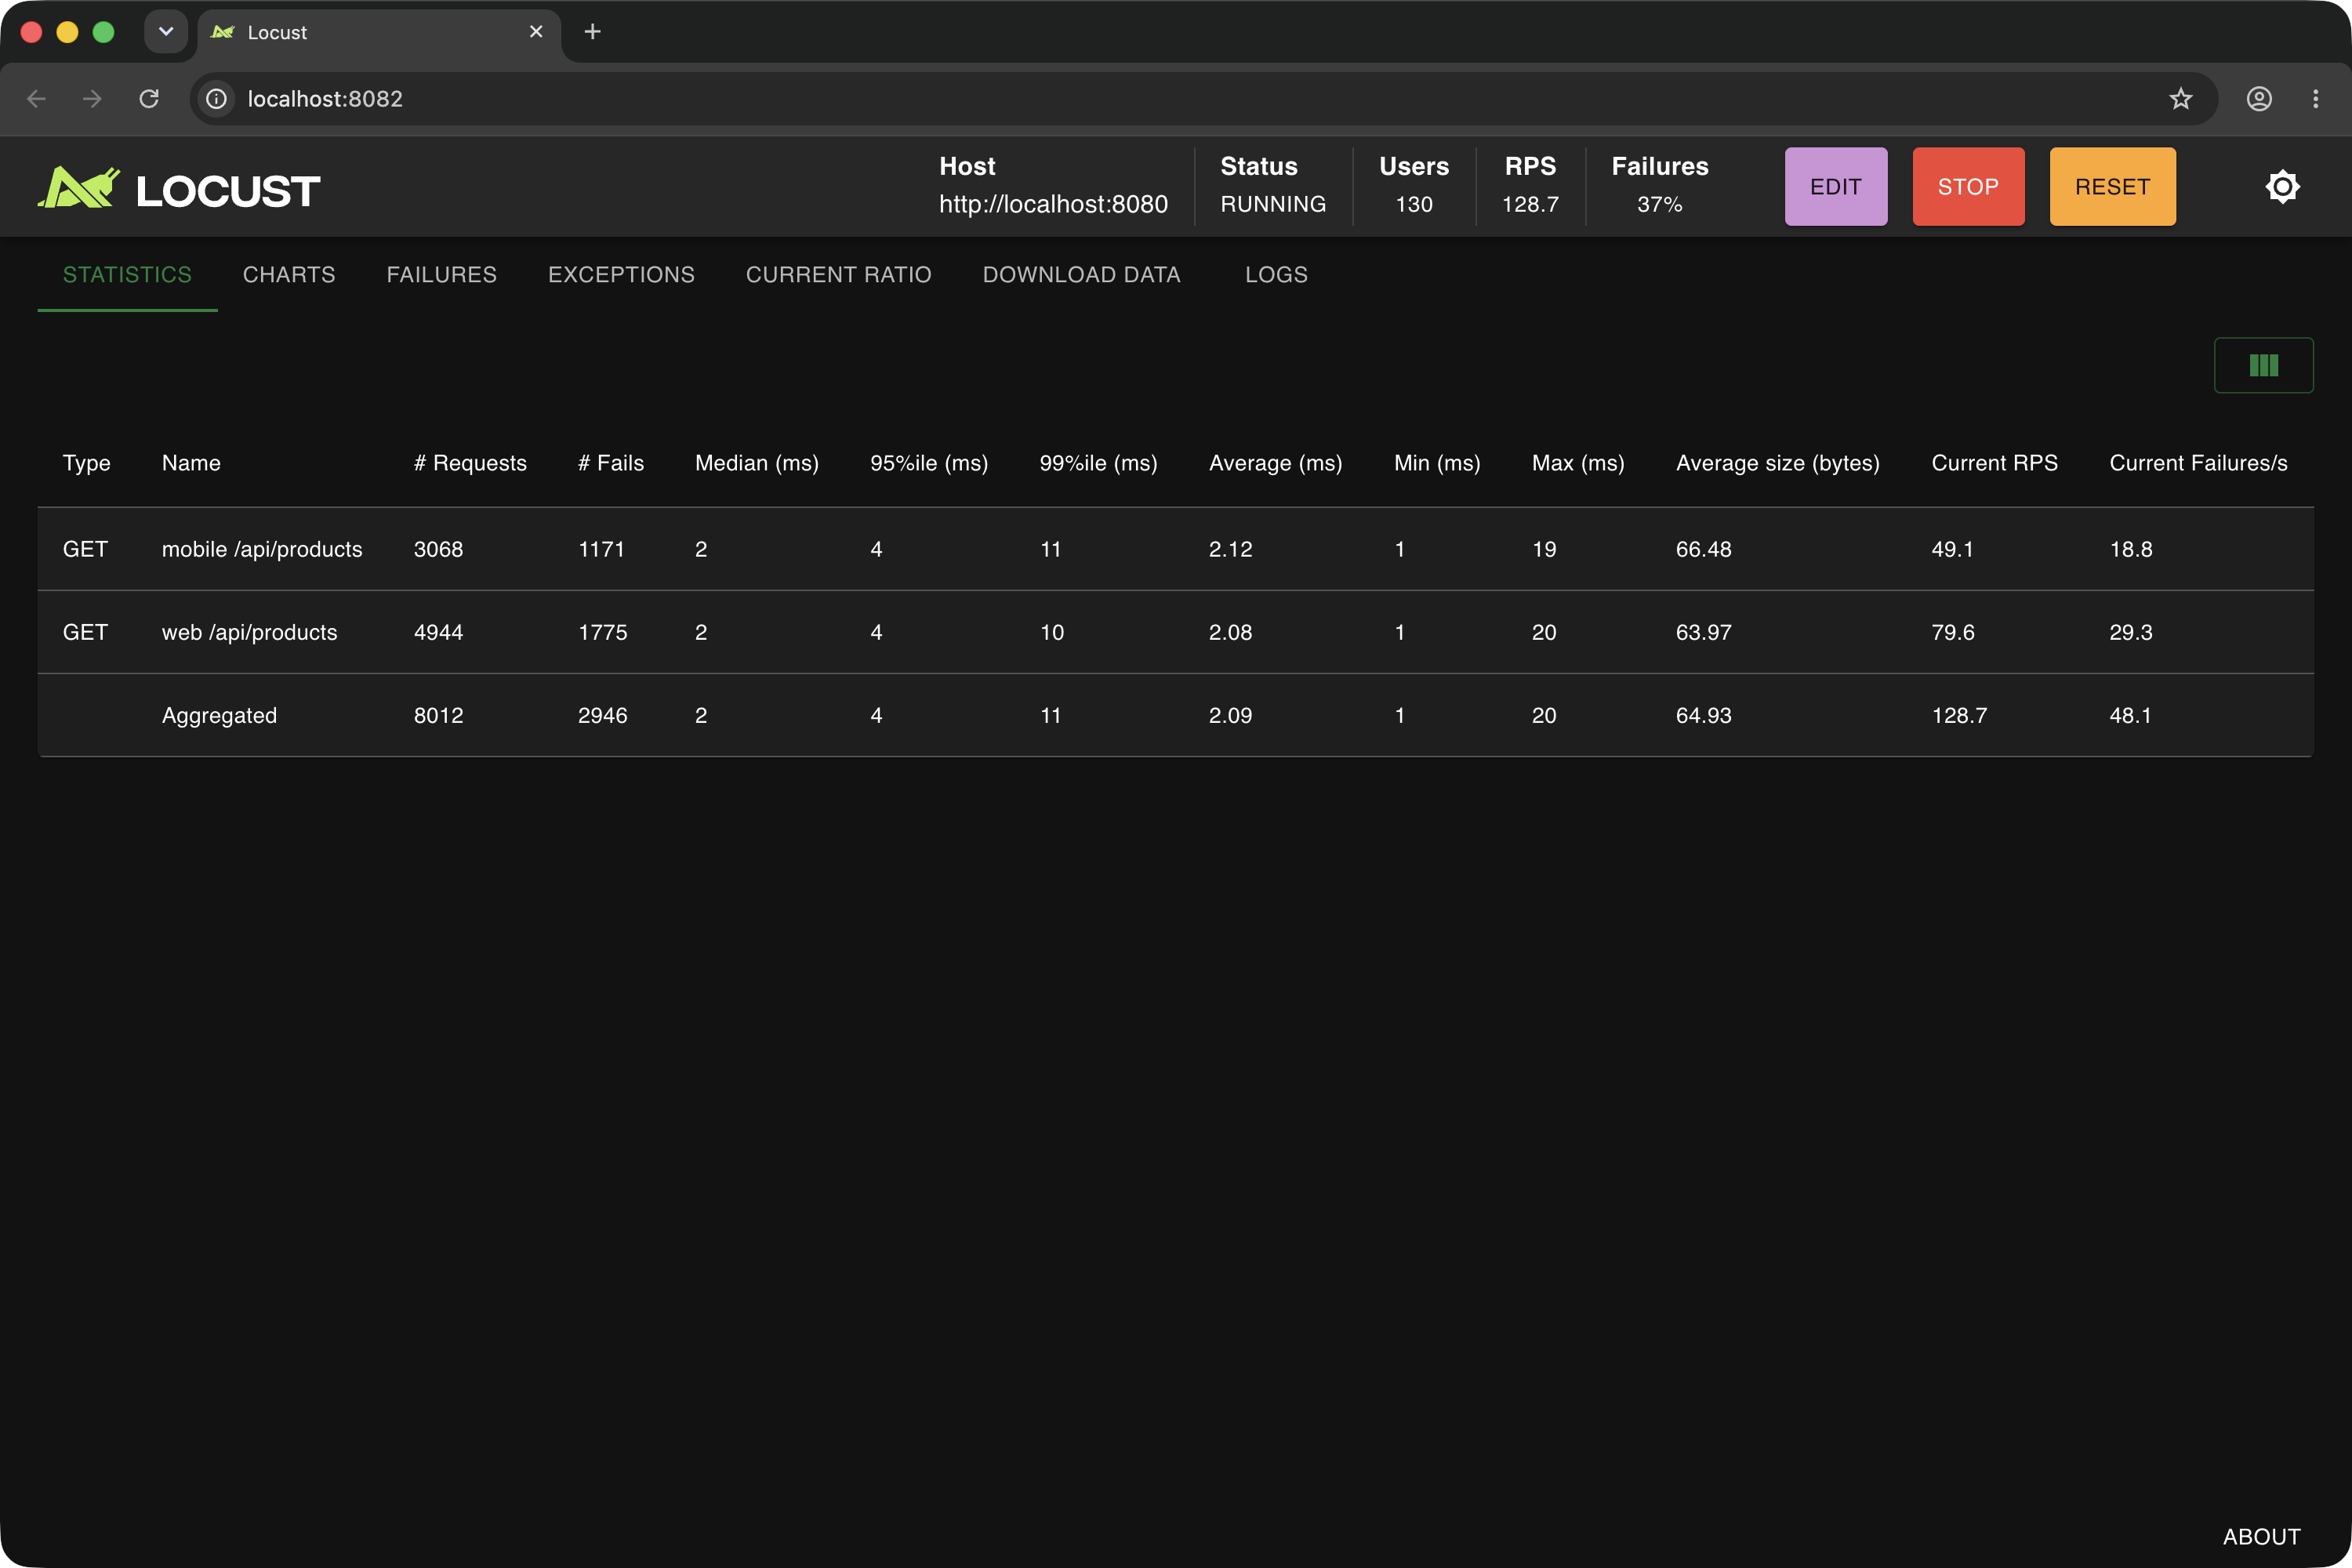 Locust
localhost:8082
LOCUST
Host Status Users RPS Failures
http://localhost:8080 RUNNING 130 128.7 37%
EDIT STOP RESET
STATISTICS CHARTS FAILURES EXCEPTIONS CURRENT RATIO DOWNLOAD DATA LOGS
Type Name # Requests # Fails Median (ms) 95%ile (ms) 99%ile (ms) Average (ms) Min (ms) Max (ms) Average size (bytes) Current RPS Current Failures/s
GET mobile /api/products 3068 1171 2 4 11 2.12 1 19 66.48 49.1 18.8
GET web /api/products 4944 1775 2 4 10 2.08 1 20 63.97 79.6 29.3
Aggregated 8012 2946 2 4 11 2.09 1 20 64.93 128.7 48.1
ABOUT